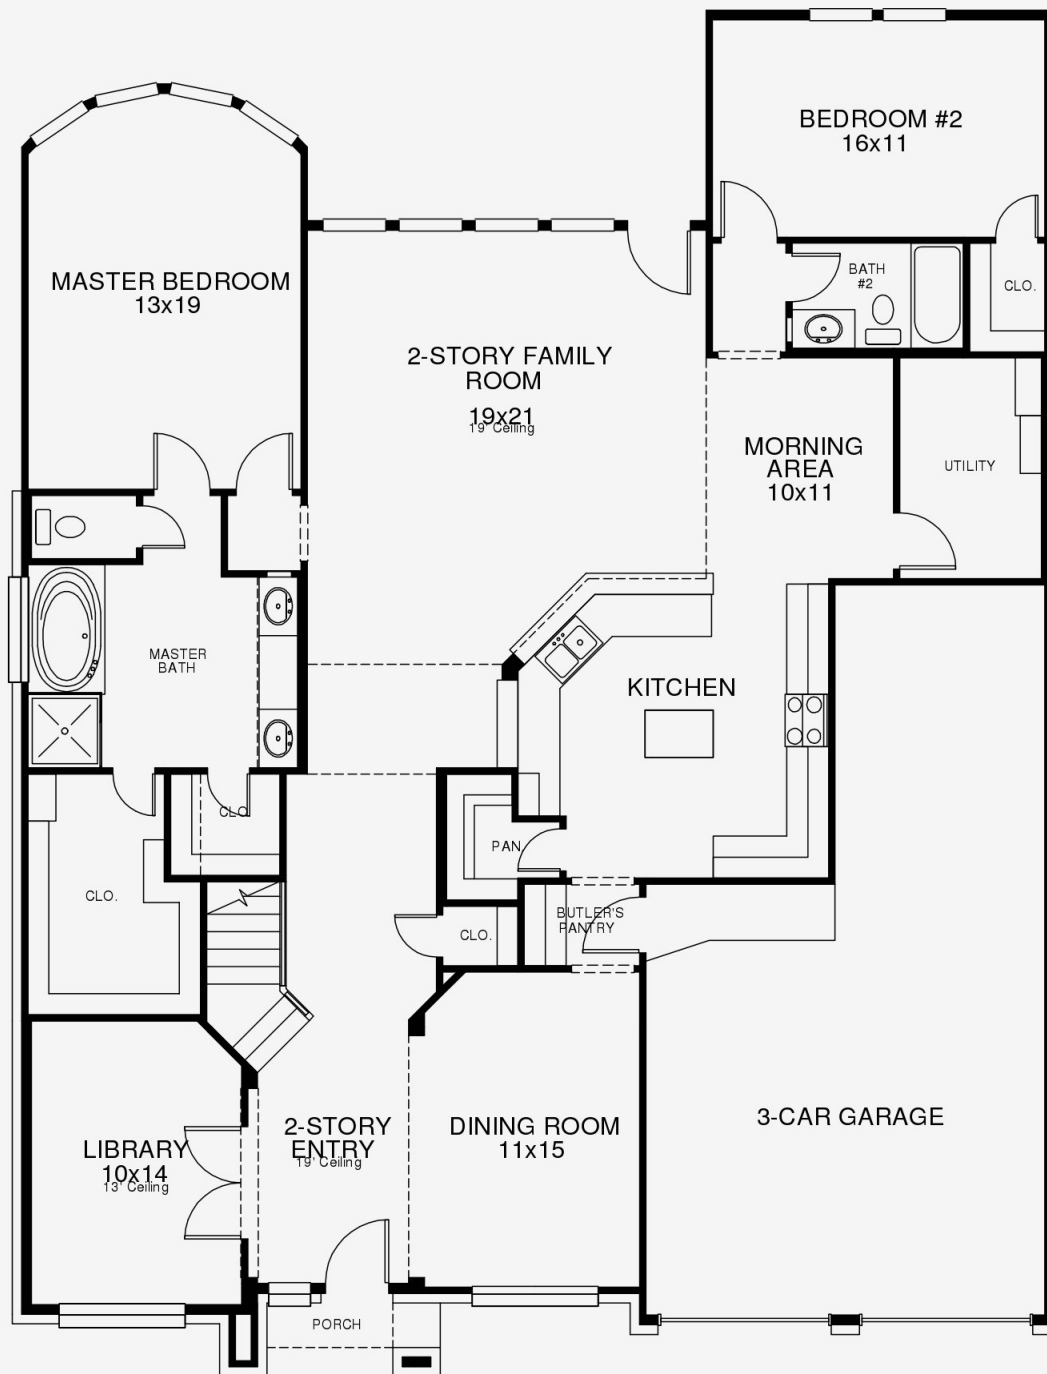 BEDROOM #2
16x11
MASTER BEDROOM
13x19
BATH
#2
CLO.
2-STORY FAMILY
ROOM
19x21
19' Ceiling
MORNING
AREA
10x11
UTILITY
MASTER
BATH
KITCHEN
CLO.
PAN.
CLO.
BUTLER'S
PANTRY
CLO.
LIBRARY
10x14
13' Ceiling
2-STORY
ENTRY
19' Ceiling
DINING ROOM
11x15
3-CAR GARAGE
PORCH